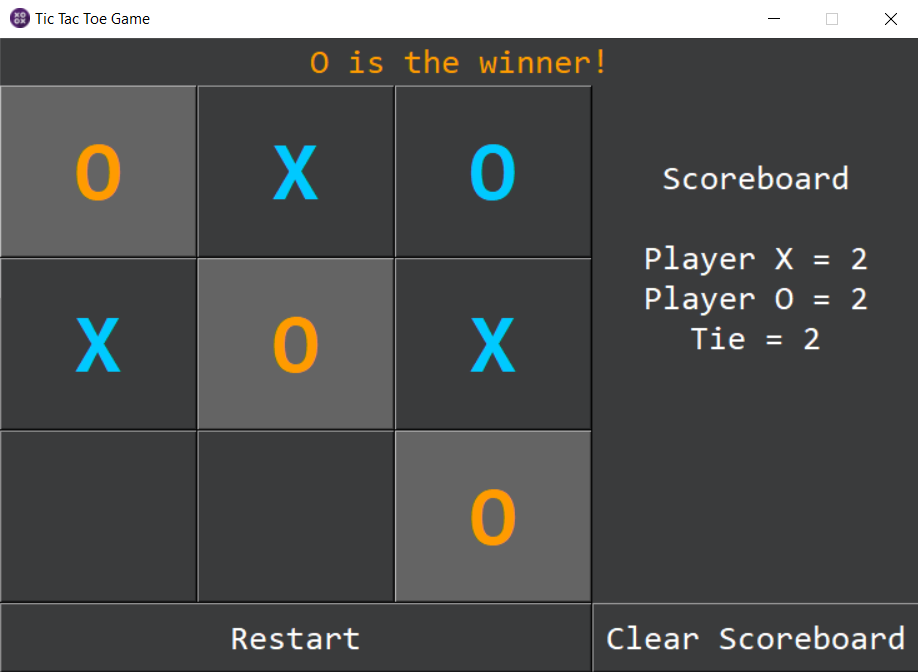 Tic Tac Toe Game
O is the winner!
O X O
X O X
O
Scoreboard
Player X = 2
Player O = 2
Tie = 2
Restart
Clear Scoreboard